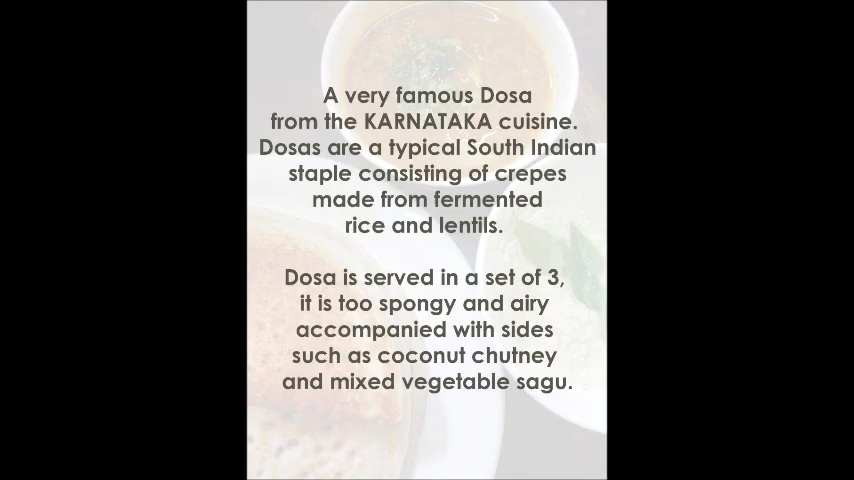 A very famous Dosa
from the KARNATAKA cuisine.
Dosas are a typical South Indian
staple consisting of crepes
made from fermented
rice and lentils.
Dosa is served in a set of 3,
it is too spongy and airy
accompanied with sides
such as coconut chutney
and mixed vegetable sagu.